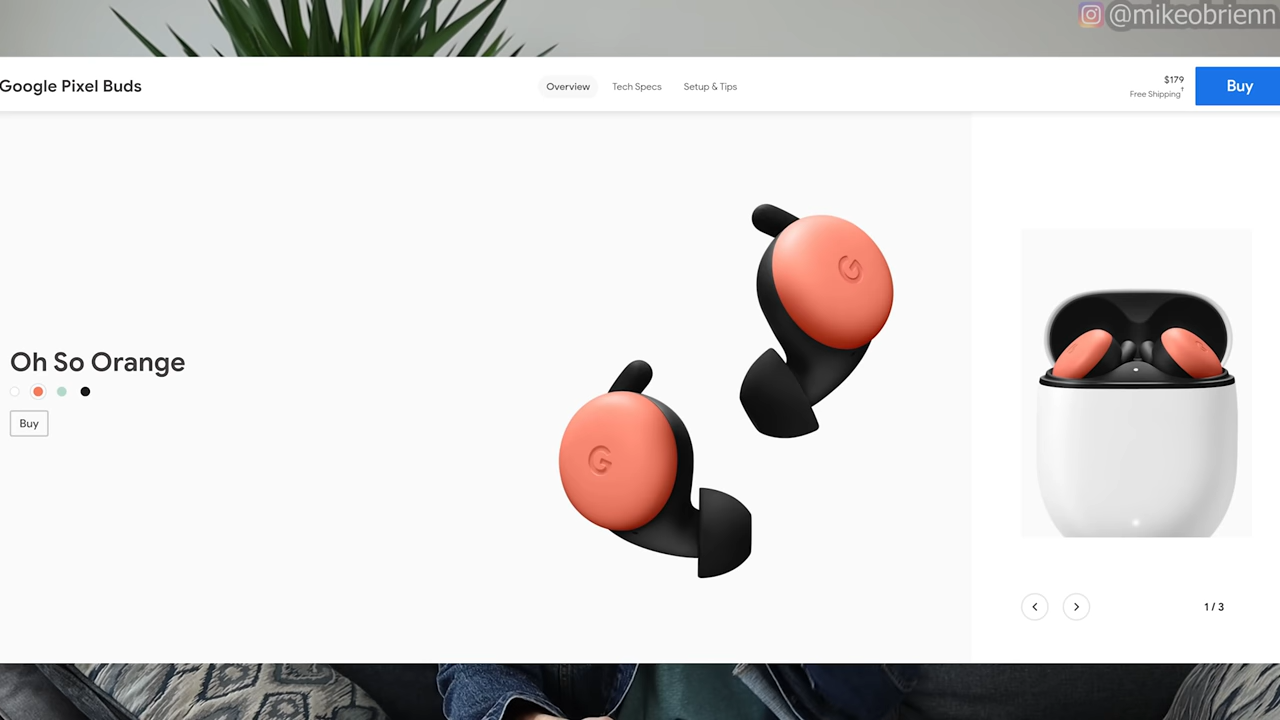 @mikeobrienn
Google Pixel Buds
Overview
Tech Specs
Setup & Tips
$179
Free Shipping†
Buy
Oh So Orange
Buy
G
G
1 / 3